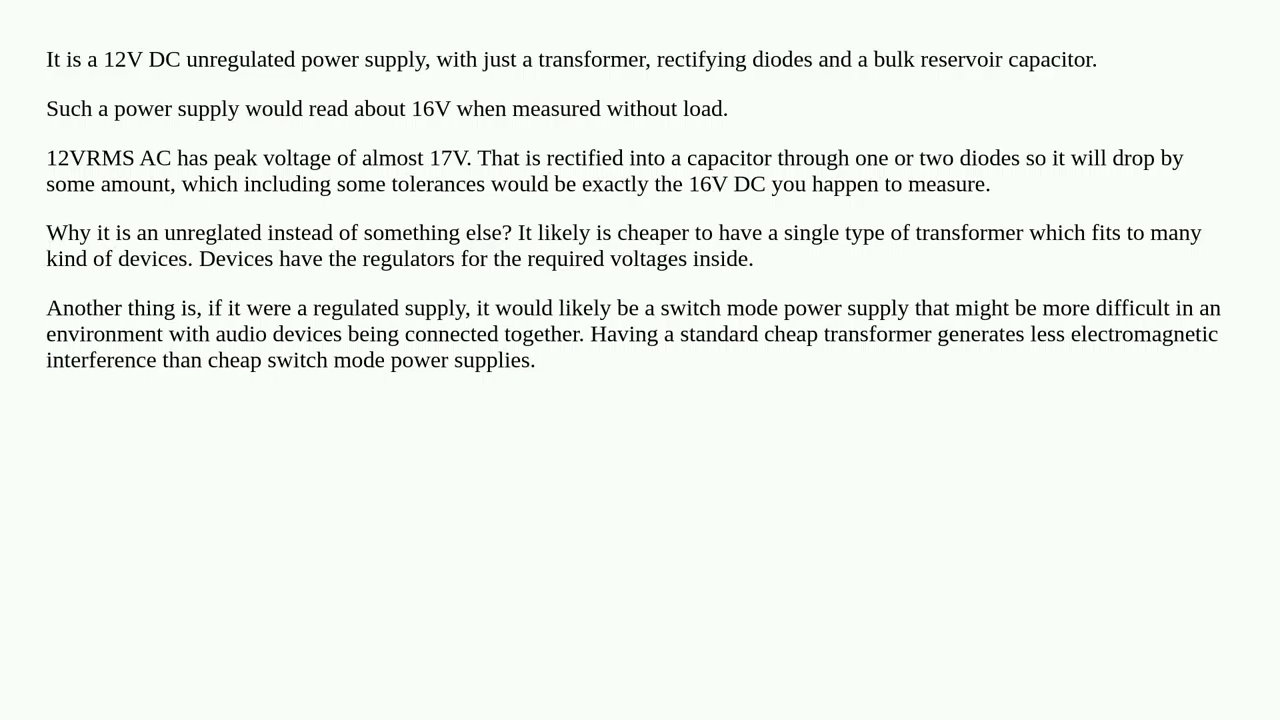 It is a 12V DC unregulated power supply, with just a transformer, rectifying diodes and a bulk reservoir capacitor.
Such a power supply would read about 16V when measured without load.
12VRMS AC has peak voltage of almost 17V. That is rectified into a capacitor through one or two diodes so it will drop by
some amount, which including some tolerances would be exactly the 16V DC you happen to measure.
Why it is an unreglated instead of something else? It likely is cheaper to have a single type of transformer which fits to many
kind of devices. Devices have the regulators for the required voltages inside.
Another thing is, if it were a regulated supply, it would likely be a switch mode power supply that might be more difficult in an
environment with audio devices being connected together. Having a standard cheap transformer generates less electromagnetic
interference than cheap switch mode power supplies.